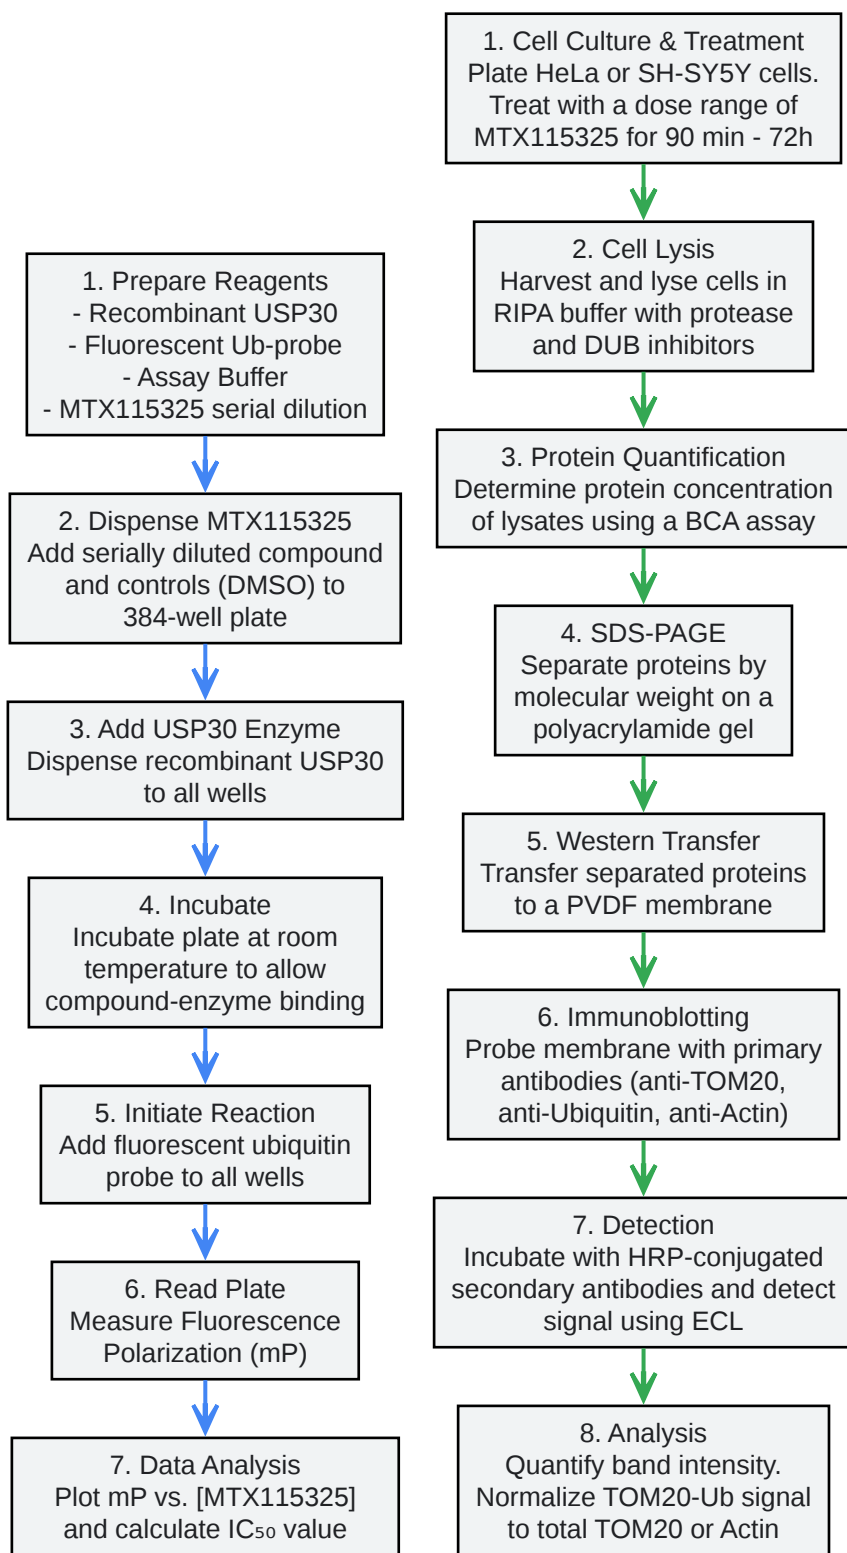 1. Prepare Reagents
- Recombinant USP30
- Fluorescent Ub-probe
- Assay Buffer
- MTX115325 serial dilution
2. Dispense MTX115325
Add serially diluted compound
and controls (DMSO) to
384-well plate
3. Add USP30 Enzyme
Dispense recombinant USP30
to all wells
4. Incubate
Incubate plate at room
temperature to allow
compound-enzyme binding
5. Initiate Reaction
Add fluorescent ubiquitin
probe to all wells
6. Read Plate
Measure Fluorescence
Polarization (mP)
7. Data Analysis
Plot mP vs. [MTX115325]
and calculate IC₅₀ value
1. Cell Culture & Treatment
Plate HeLa or SH-SY5Y cells.
Treat with a dose range of
MTX115325 for 90 min - 72h
2. Cell Lysis
Harvest and lyse cells in
RIPA buffer with protease
and DUB inhibitors
3. Protein Quantification
Determine protein concentration
of lysates using a BCA assay
4. SDS-PAGE
Separate proteins by
molecular weight on a
polyacrylamide gel
5. Western Transfer
Transfer separated proteins
to a PVDF membrane
6. Immunoblotting
Probe membrane with primary
antibodies (anti-TOM20,
anti-Ubiquitin, anti-Actin)
7. Detection
Incubate with HRP-conjugated
secondary antibodies and detect
signal using ECL
8. Analysis
Quantify band intensity.
Normalize TOM20-Ub signal
to total TOM20 or Actin